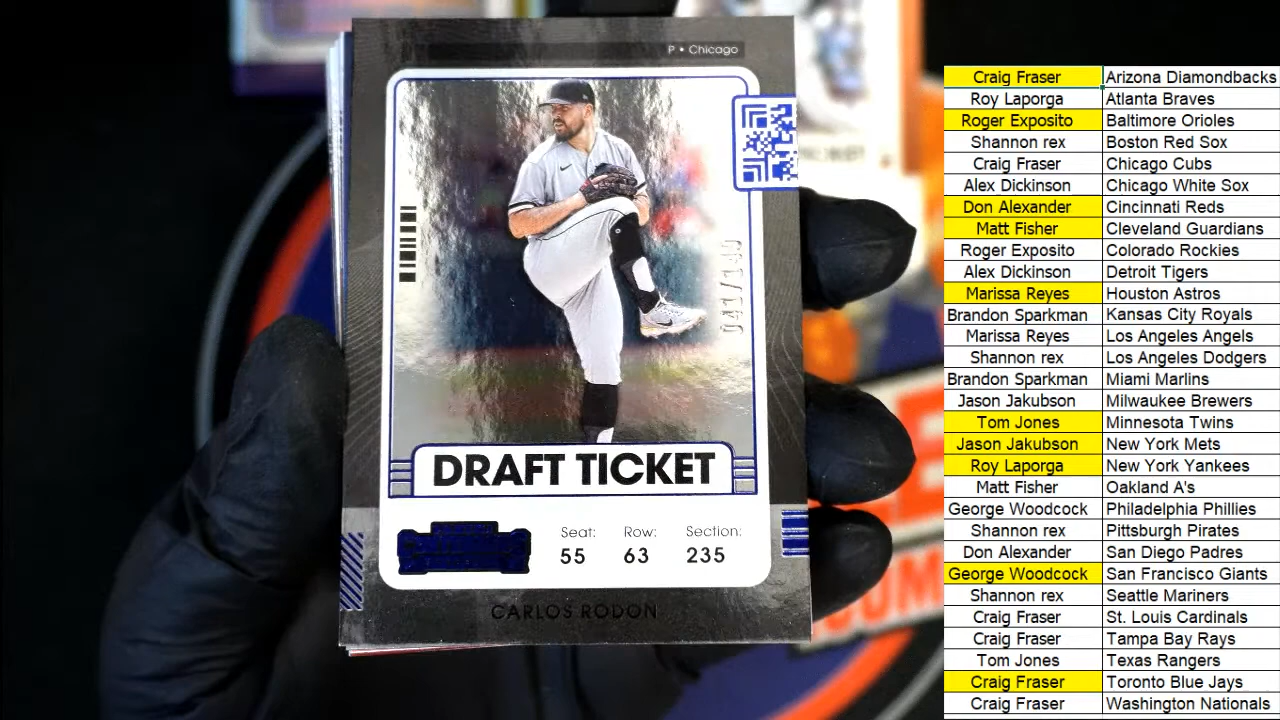 P • Chicago
041/149
DRAFT TICKET
Contenders
Seat: Row: Section:
55 63 235
CARLOS RODON
Craig Fraser Arizona Diamondbacks
Roy Laporga Atlanta Braves
Roger Exposito Baltimore Orioles
Shannon rex Boston Red Sox
Craig Fraser Chicago Cubs
Alex Dickinson Chicago White Sox
Don Alexander Cincinnati Reds
Matt Fisher Cleveland Guardians
Roger Exposito Colorado Rockies
Alex Dickinson Detroit Tigers
Marissa Reyes Houston Astros
Brandon Sparkman Kansas City Royals
Marissa Reyes Los Angeles Angels
Shannon rex Los Angeles Dodgers
Brandon Sparkman Miami Marlins
Jason Jakubson Milwaukee Brewers
Tom Jones Minnesota Twins
Jason Jakubson New York Mets
Roy Laporga New York Yankees
Matt Fisher Oakland A's
George Woodcock Philadelphia Phillies
Shannon rex Pittsburgh Pirates
Don Alexander San Diego Padres
George Woodcock San Francisco Giants
Shannon rex Seattle Mariners
Craig Fraser St. Louis Cardinals
Craig Fraser Tampa Bay Rays
Tom Jones Texas Rangers
Craig Fraser Toronto Blue Jays
Craig Fraser Washington Nationals